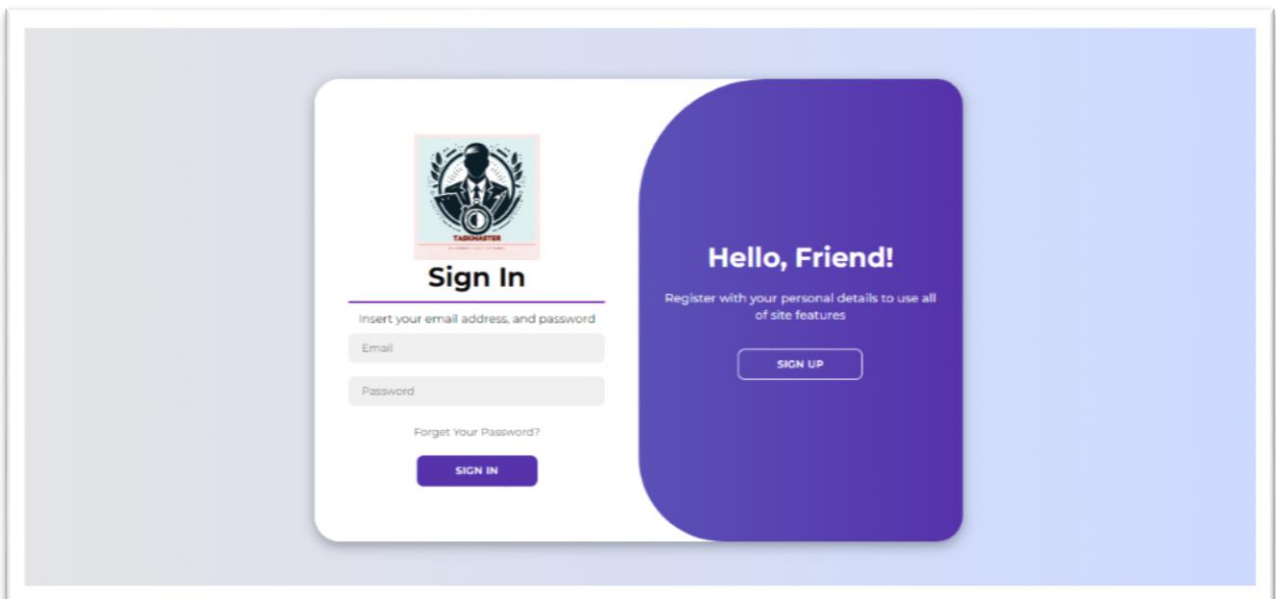 TASKMASTER
Sign In
Insert your email address, and password
Email
Password
Forget Your Password?
SIGN IN
Hello, Friend!
Register with your personal details to use all
of site features
SIGN UP